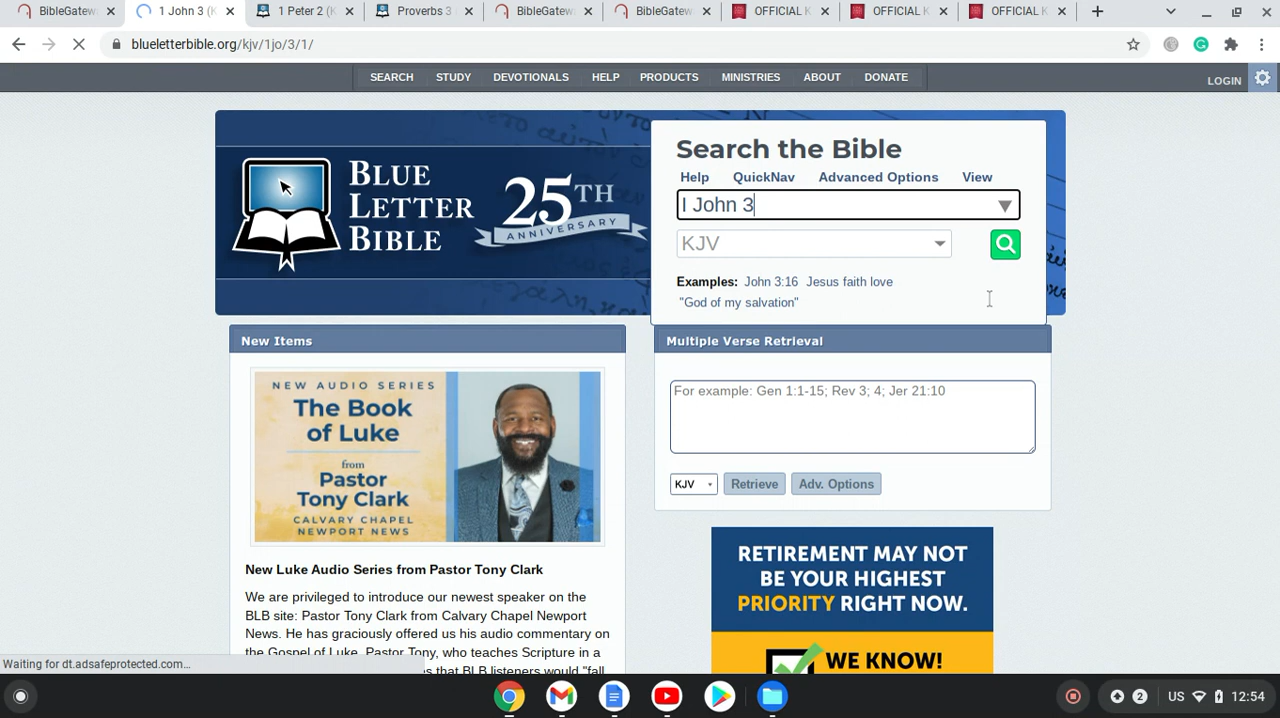 BibleGatew
1 John 3 (K
1 Peter 2 (K
Proverbs 3
BibleGatew
BibleGatew
OFFICIAL K
OFFICIAL K
OFFICIAL K
blueletterbible.org/kjv/1jo/3/1/
SEARCH STUDY DEVOTIONALS HELP PRODUCTS MINISTRIES ABOUT DONATE
LOGIN
BLUE
LETTER
BIBLE
25TH
ANNIVERSARY
Search the Bible
Help QuickNav Advanced Options View
I John 3
KJV
Examples: John 3:16 Jesus faith love
"God of my salvation"
New Items
NEW AUDIO SERIES
The Book
of Luke
from
Pastor
Tony Clark
CALVARY CHAPEL
NEWPORT NEWS
New Luke Audio Series from Pastor Tony Clark
We are privileged to introduce our newest speaker on the
BLB site: Pastor Tony Clark from Calvary Chapel Newport
News. He has graciously offered us his audio commentary on
the Gospel of Luke. Pastor Tony, who teaches Scripture in a
es that BLB listeners would "fall
Multiple Verse Retrieval
For example: Gen 1:1-15; Rev 3; 4; Jer 21:10
KJV Retrieve Adv. Options
RETIREMENT MAY NOT
BE YOUR HIGHEST
PRIORITY RIGHT NOW.
WE KNOW!
Waiting for dt.adsafeprotected.com...
2 US 12:54